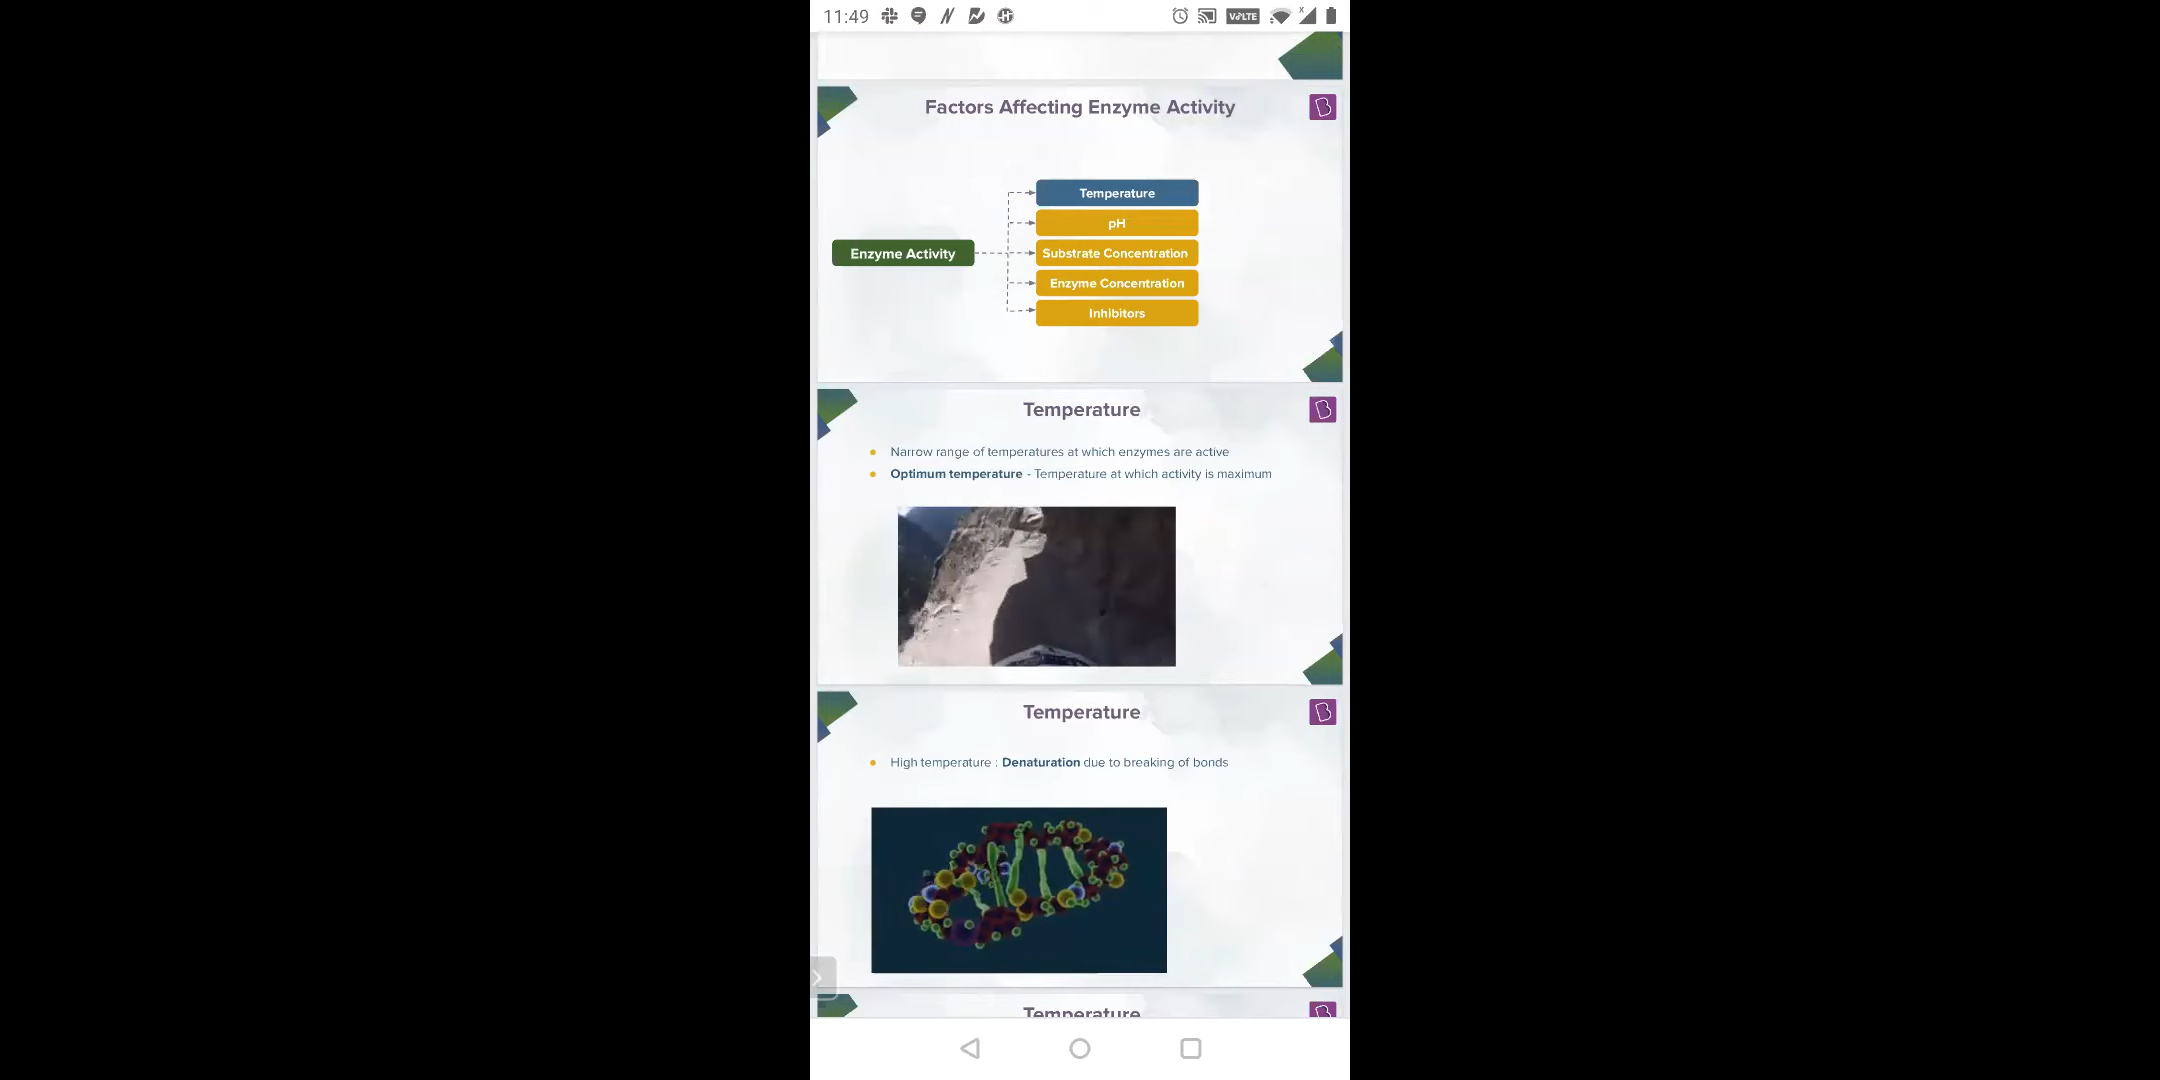 11:49
VoLTE
x
Factors Affecting Enzyme Activity
Temperature
pH
Enzyme Activity
Substrate Concentration
Enzyme Concentration
Inhibitors
Temperature
Narrow range of temperatures at which enzymes are active
Optimum temperature - Temperature at which activity is maximum
Temperature
High temperature : Denaturation due to breaking of bonds
Temperature